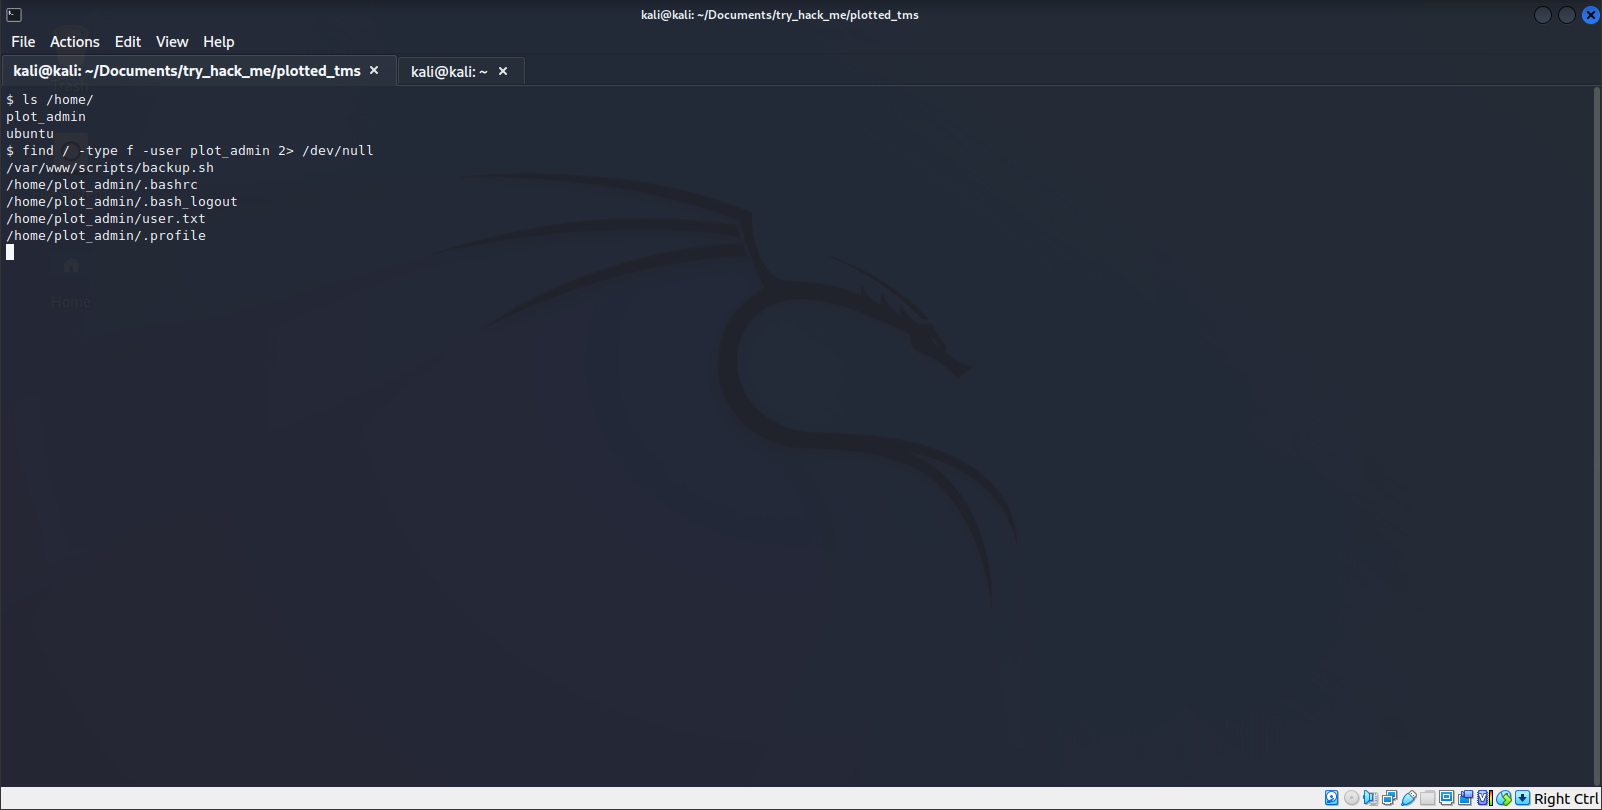 kali@kali: ~/Documents/try_hack_me/plotted_tms
File Actions Edit View Help
kali@kali: ~/Documents/try_hack_me/plotted_tms × kali@kali: ~ ×
$ ls /home/
plot_admin
ubuntu
$ find / -type f -user plot_admin 2> /dev/null
/var/www/scripts/backup.sh
/home/plot_admin/.bashrc
/home/plot_admin/.bash_logout
/home/plot_admin/user.txt
/home/plot_admin/.profile
Home
Right Ctrl